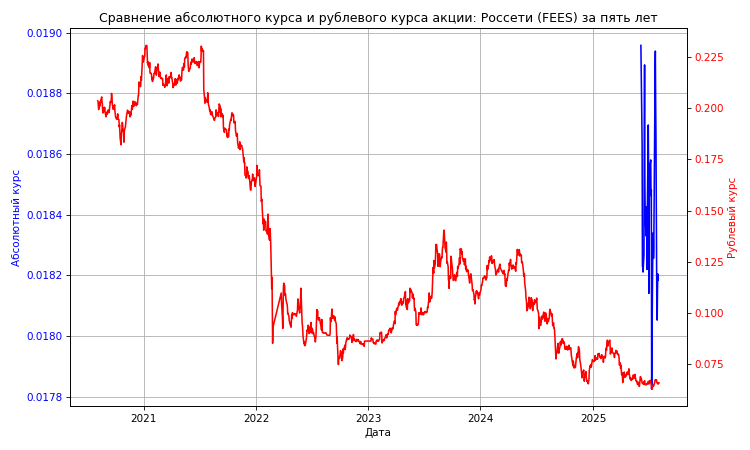 Сравнение абсолютного курса и рублевого курса акции: Россети (FEES) за пять лет
Абсолютный курс
0.0190
0.0188
0.0186
0.0184
0.0182
0.0180
0.0178
0.225
0.200
0.175
0.150
0.125
0.100
0.075
Рублевый курс
2021 2022 2023 2024 2025
Дата